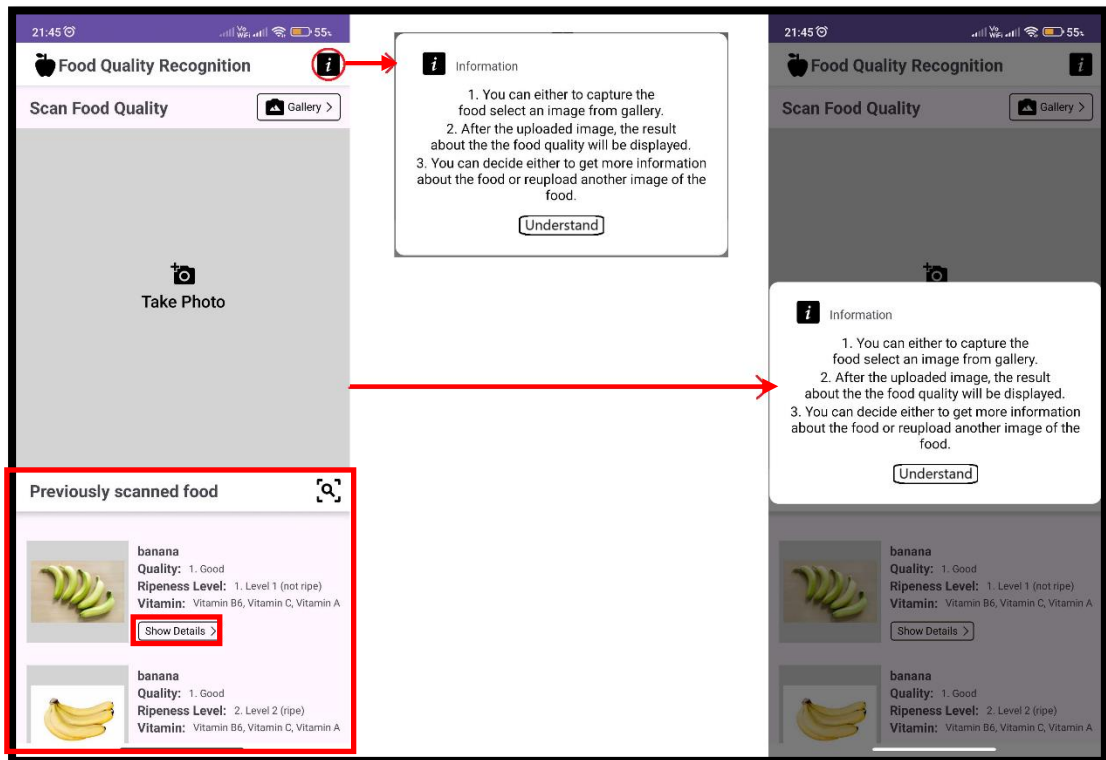 21:45
Vo
WiFi
55%
Food Quality Recognition
i
Scan Food Quality
Gallery >
Take Photo
Previously scanned food
banana
Quality: 1. Good
Ripeness Level: 1. Level 1 (not ripe)
Vitamin: Vitamin B6, Vitamin C, Vitamin A
Show Details >
banana
Quality: 1. Good
Ripeness Level: 2. Level 2 (ripe)
Vitamin: Vitamin B6, Vitamin C, Vitamin A
i Information
1. You can either to capture the
food select an image from gallery.
2. After the uploaded image, the result
about the the food quality will be displayed.
3. You can decide either to get more information
about the food or reupload another image of the
food.
Understand
21:45
Vo
WiFi
55%
Food Quality Recognition
i
Scan Food Quality
Gallery >
i Information
1. You can either to capture the
food select an image from gallery.
2. After the uploaded image, the result
about the the food quality will be displayed.
3. You can decide either to get more information
about the food or reupload another image of the
food.
Understand
banana
Quality: 1. Good
Ripeness Level: 1. Level 1 (not ripe)
Vitamin: Vitamin B6, Vitamin C, Vitamin A
Show Details >
banana
Quality: 1. Good
Ripeness Level: 2. Level 2 (ripe)
Vitamin: Vitamin B6, Vitamin C, Vitamin A